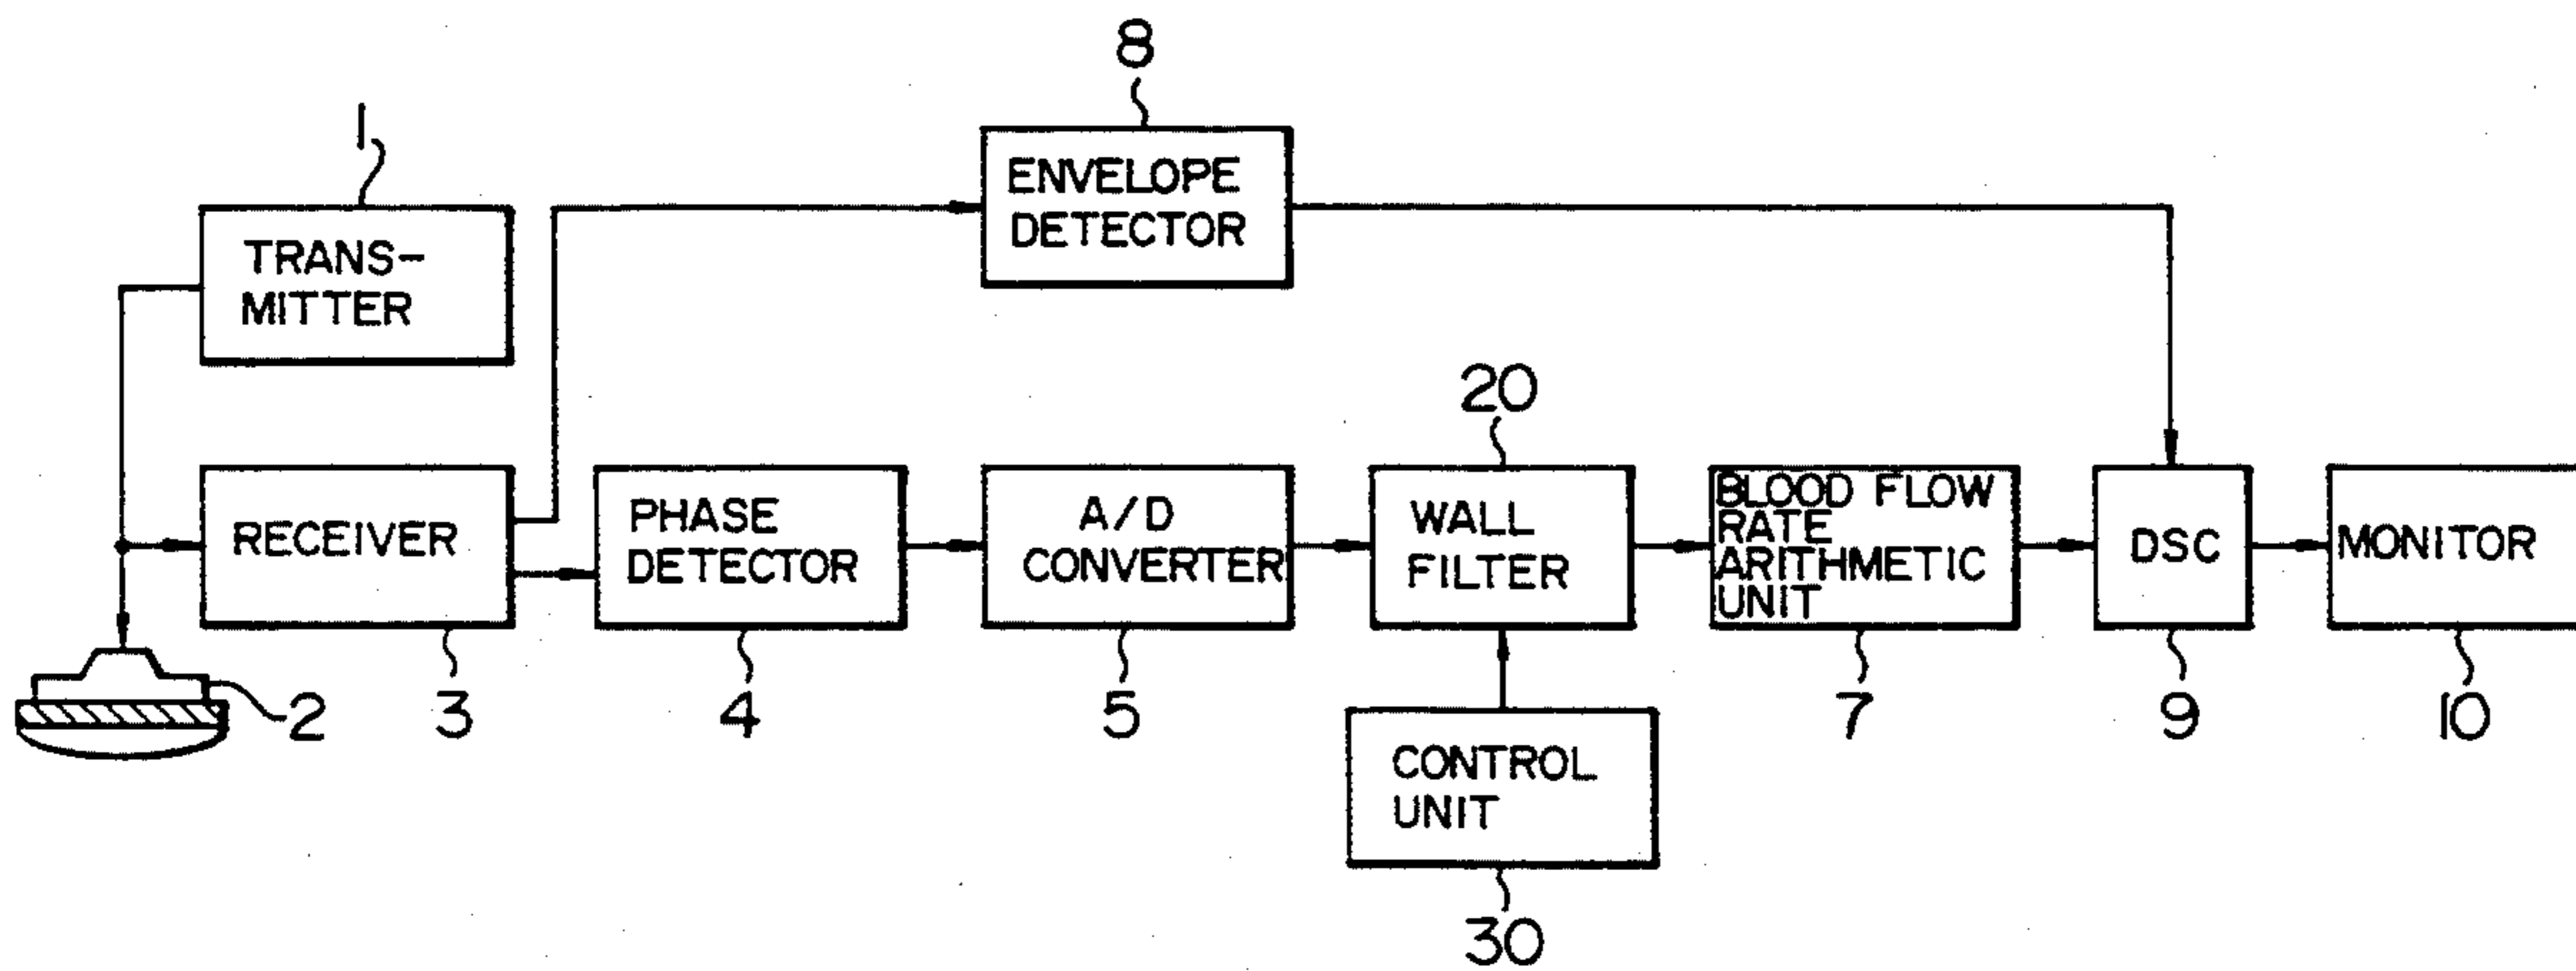 8
1
ENVELOPE
DETECTOR
TRANS-
MITTER
20
RECEIVER
PHASE
DETECTOR
A/D
CONVERTER
WALL
FILTER
BLOOD FLOW
RATE
ARITHMETIC
UNIT
DSC
MONITOR
2
3
4
5
7
9
10
CONTROL
UNIT
30